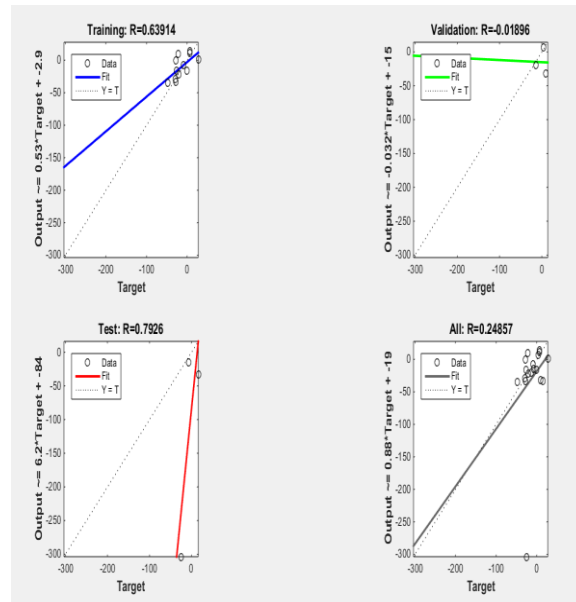 Training: R=0.63914
Output ~= 0.53*Target + -2.9
0
-50
-100
-150
-200
-250
-300
Data
Fit
Y = T
-300 -200 -100 0
Target
Validation: R=-0.01896
Output ~= -0.032*Target + -15
0
-50
-100
-150
-200
-250
-300
Data
Fit
Y = T
-300 -200 -100 0
Target
Test: R=0.7926
Output ~= 6.2*Target + -84
0
-50
-100
-150
-200
-250
-300
Data
Fit
Y = T
-300 -200 -100 0
Target
All: R=0.24857
Output ~= 0.88*Target + -19
0
-50
-100
-150
-200
-250
-300
Data
Fit
Y = T
-300 -200 -100 0
Target